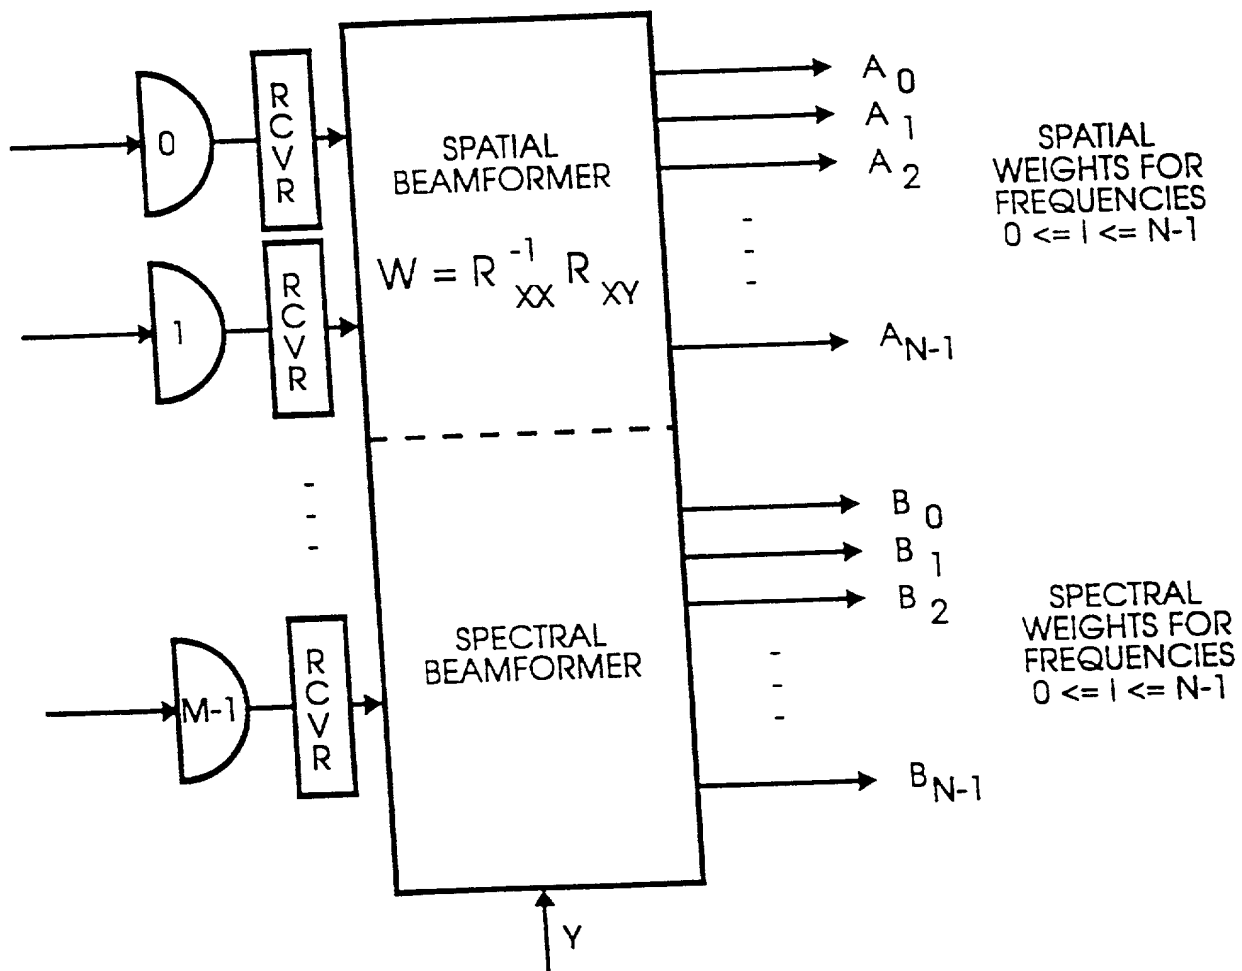 0
RCVR
SPATIAL
BEAMFORMER
W = R -1 XX R XY
A 0
A 1
A 2
A N-1
SPATIAL
WEIGHTS FOR
FREQUENCIES
0 <= I <= N-1
1
RCVR
M-1
RCVR
SPECTRAL
BEAMFORMER
B 0
B 1
B 2
B N-1
SPECTRAL
WEIGHTS FOR
FREQUENCIES
0 <= I <= N-1
Y